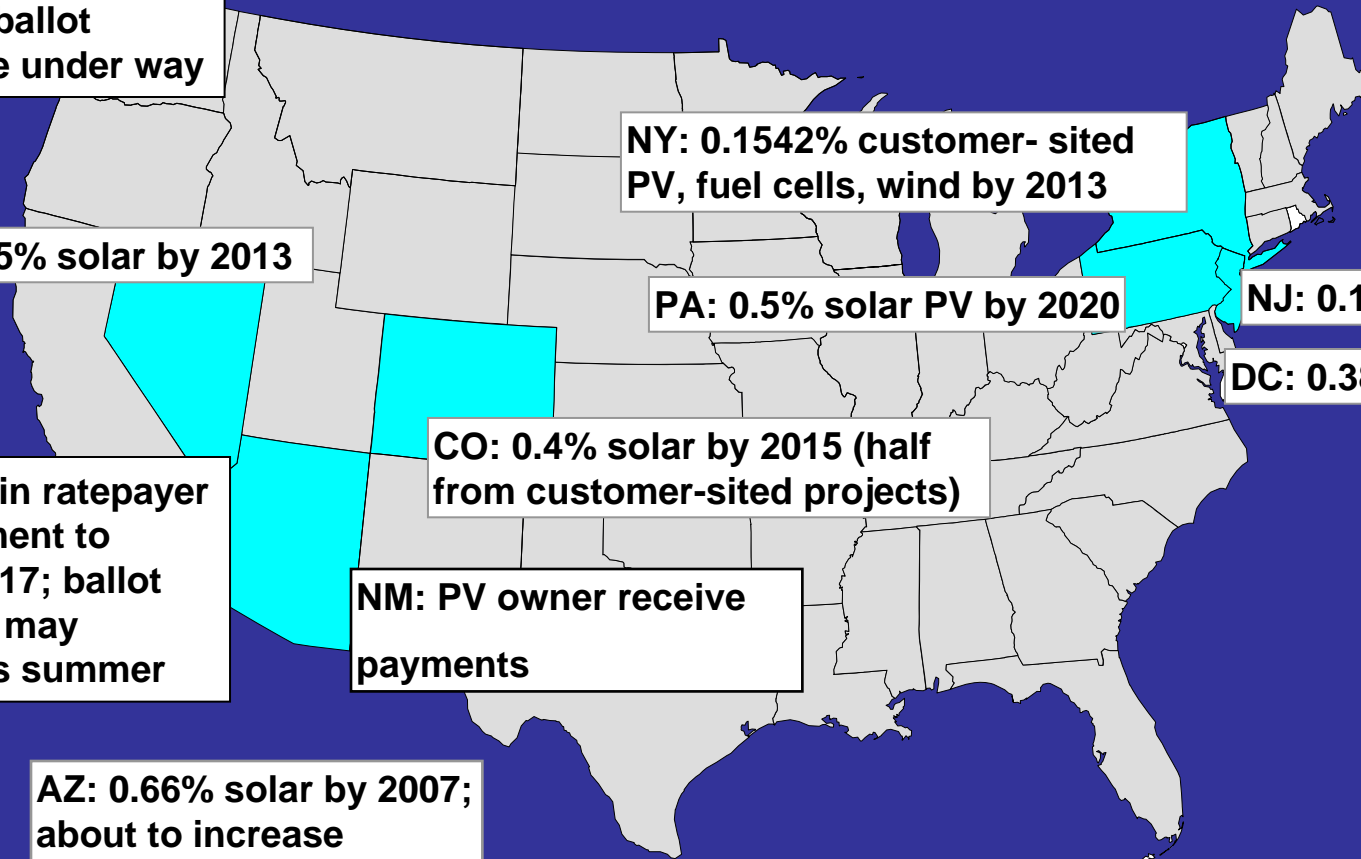 ballot
e under way
NY: 0.1542% customer- sited
PV, fuel cells, wind by 2013
5% solar by 2013
PA: 0.5% solar PV by 2020
NJ: 0.1
DC: 0.38
CO: 0.4% solar by 2015 (half
from customer-sited projects)
in ratepayer
ment to
17; ballot
may
s summer
NM: PV owner receive
payments
AZ: 0.66% solar by 2007;
about to increase